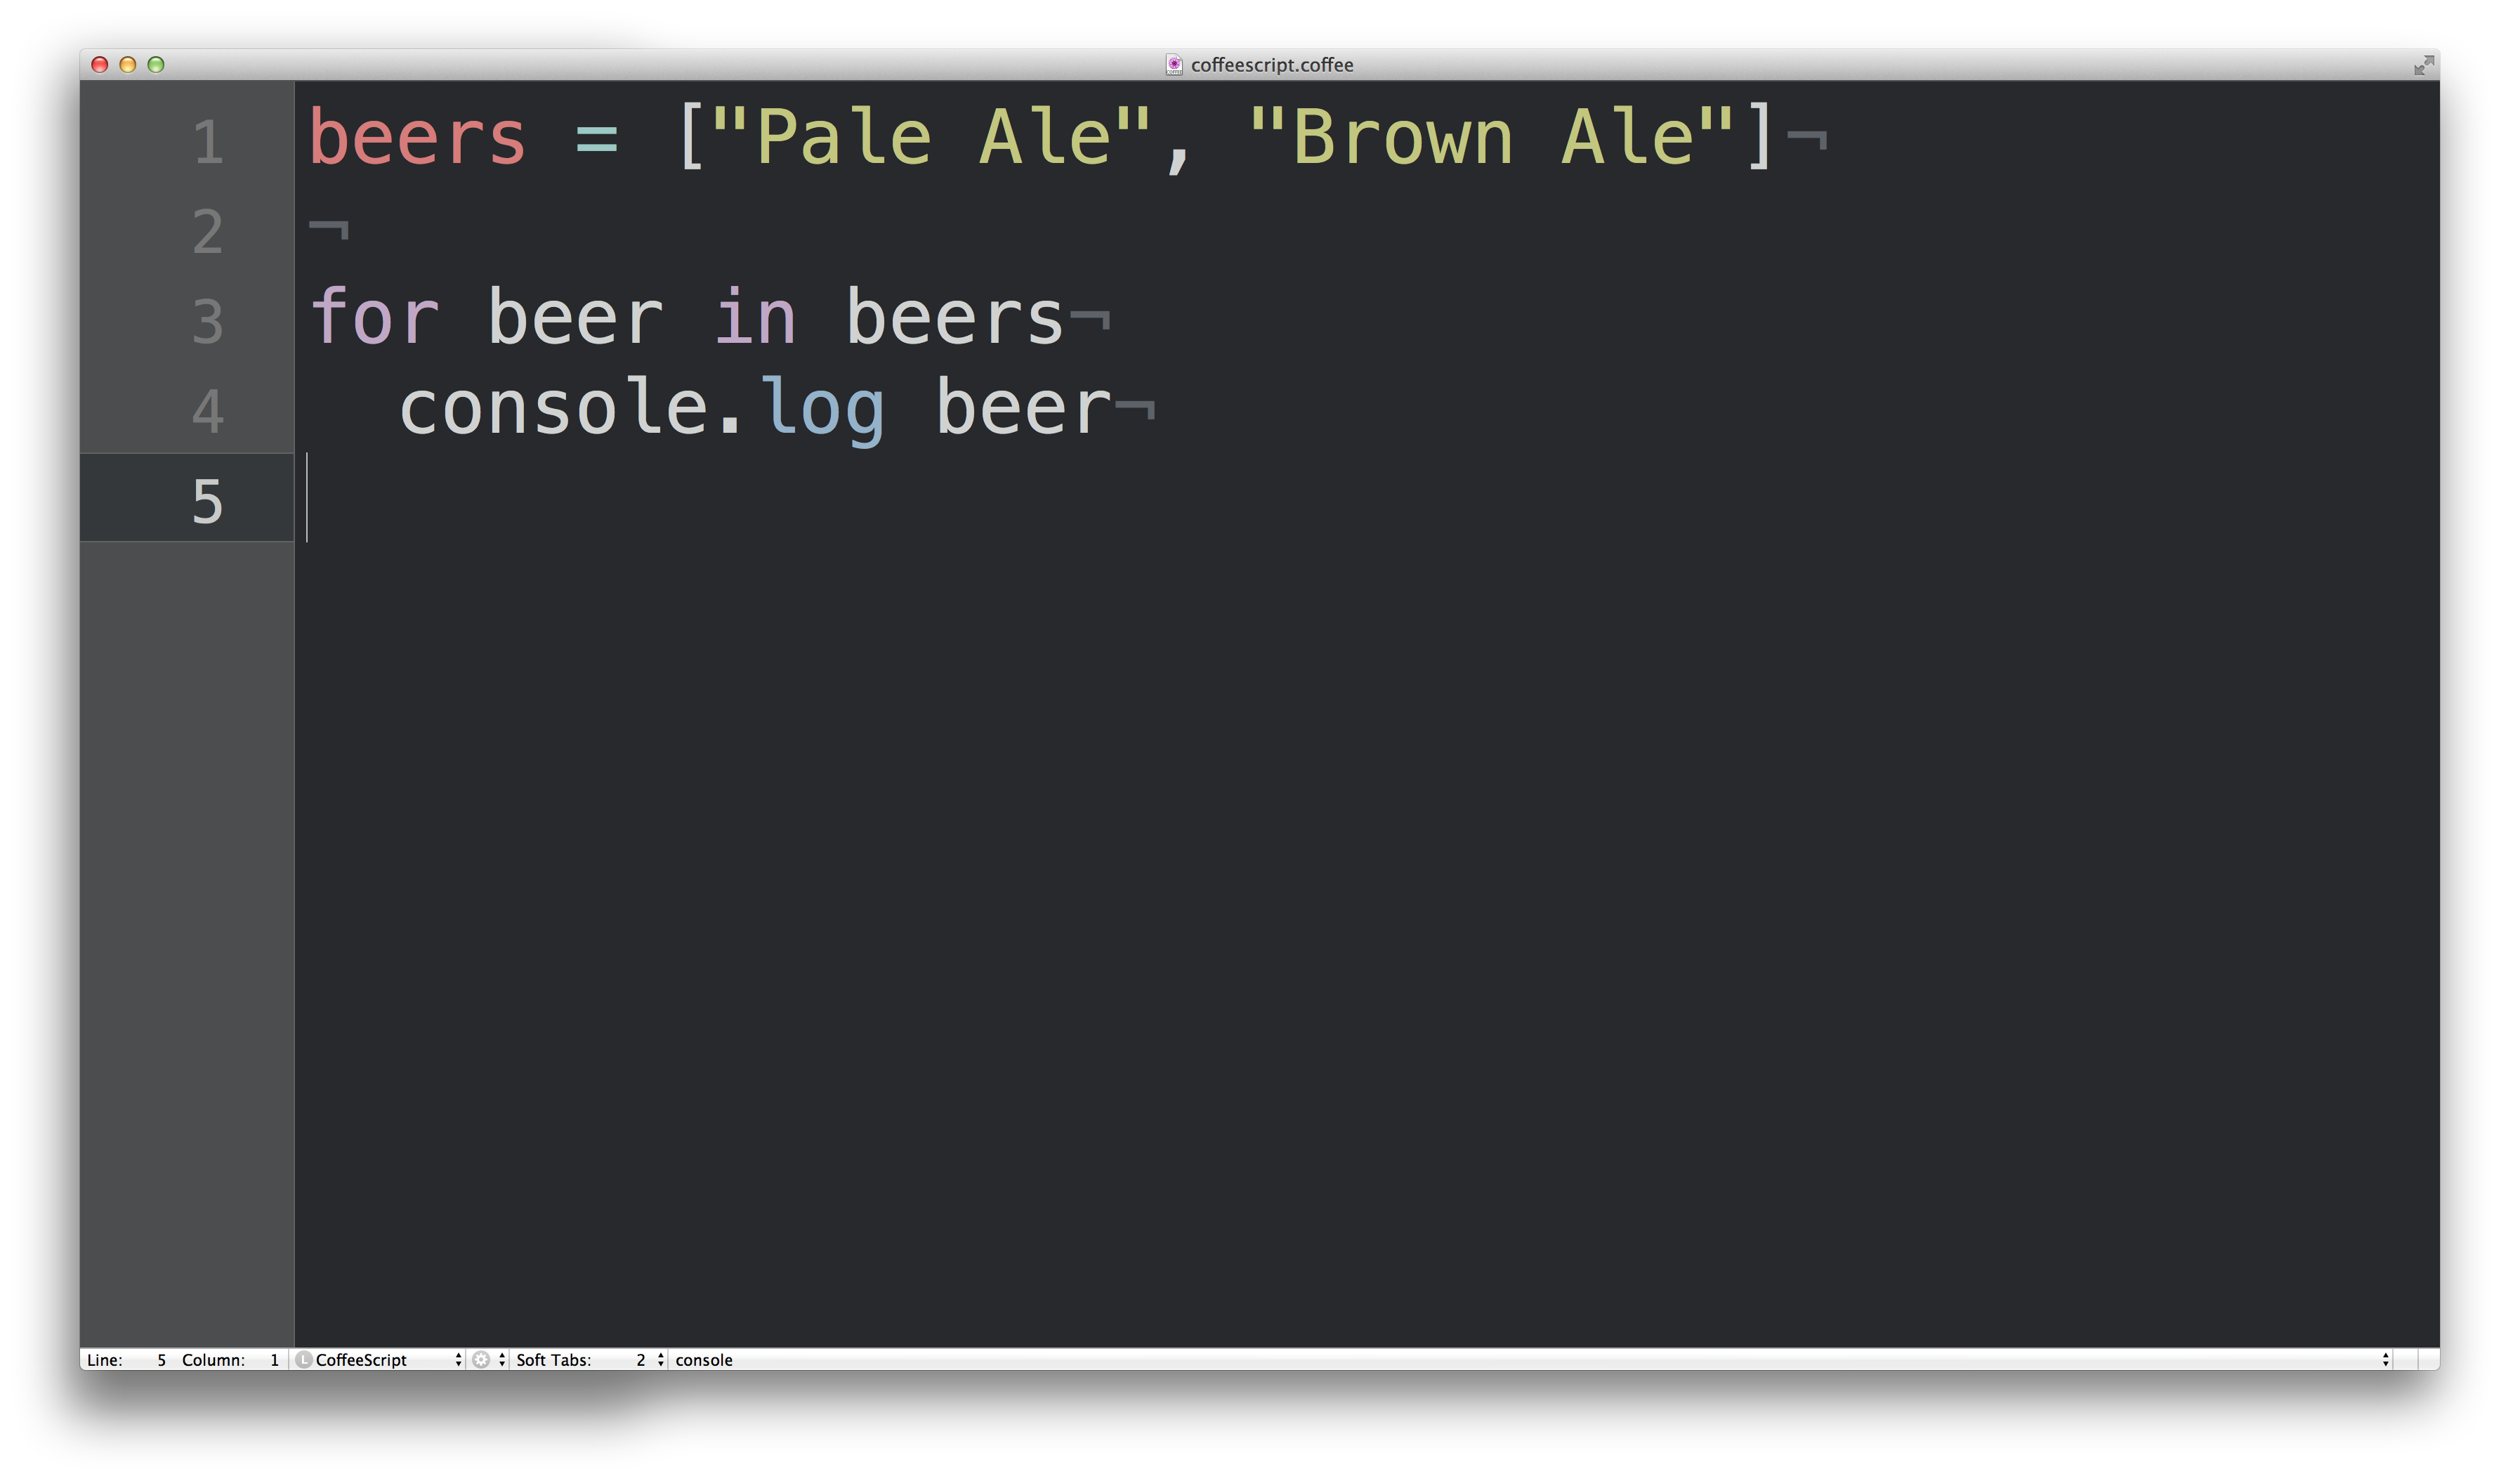 coffeescript.coffee
1 beers = ["Pale Ale", "Brown Ale"]¬
2 ¬
3 for beer in beers¬
4   console.log beer¬
5
Line: 5 Column: 1 L CoffeeScript Soft Tabs: 2 console